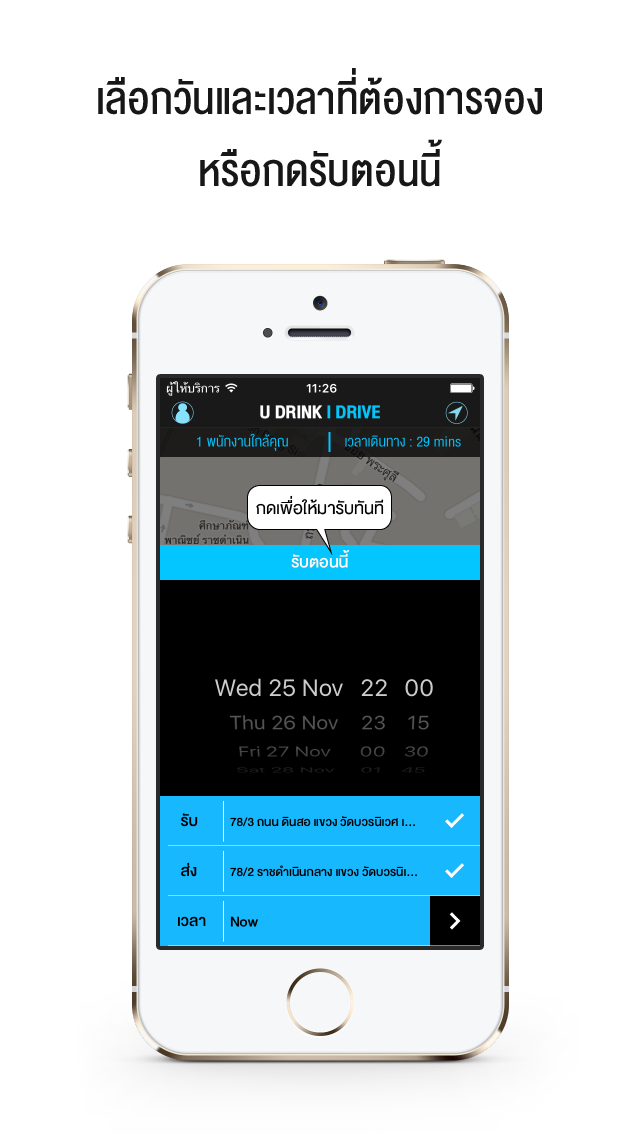 เลือกวันและเวลาที่ต้องการจอง
หรือกดรับตอนนี้
ผู้ให้บริการ 11:26
U DRINK I DRIVE
1 พนักงานใกล้คุณ เวลาเดินทาง : 29 mins
พระศุลี
กดเพื่อให้มารับทันที
ศึกษาภัณฑ์
พาณิชย์ ราชดำเนิน
รับตอนนี้
Wed 25 Nov 22 00
Thu 26 Nov 23 15
Fri 27 Nov 00 30
Sat 28 Nov 01 45
รับ 78/3 ถนน ดินสอ แขวง วัดบวรนิเวศ เ...
ส่ง 78/2 ราชดำเนินกลาง แขวง วัดบวรนิเ...
เวลา Now